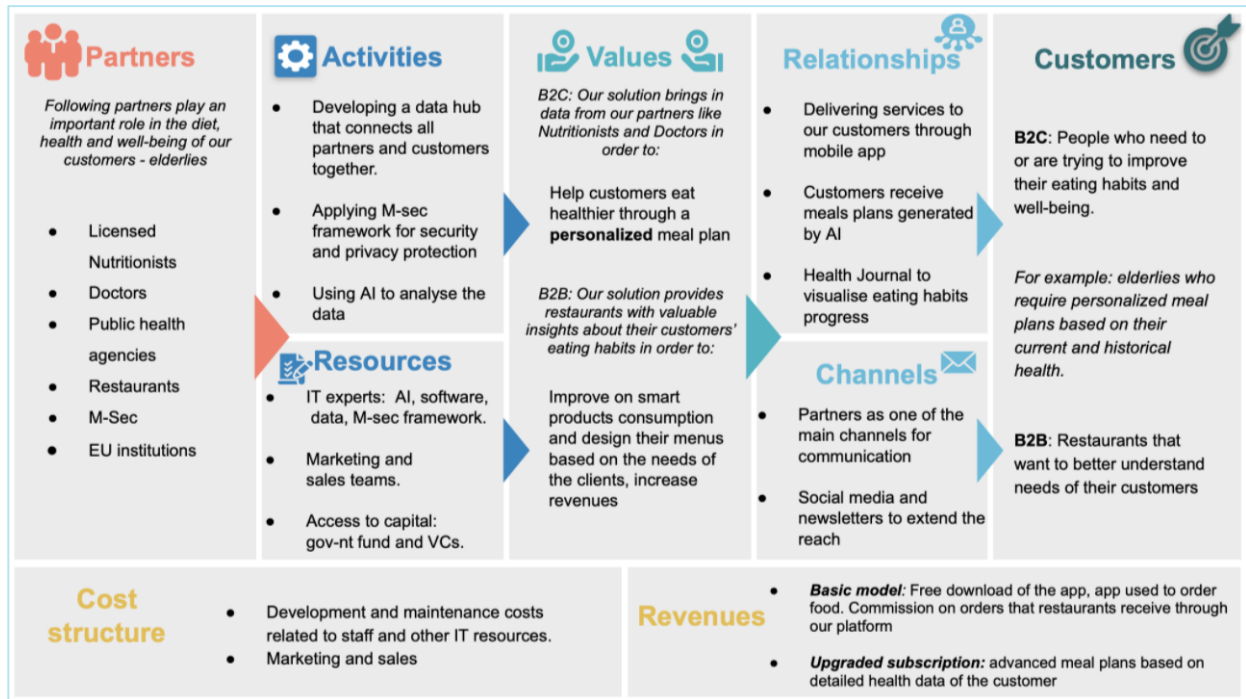 Partners
Following partners play an
important role in the diet,
health and well-being of our
customers - elderlies
● Licensed
Nutritionists
● Doctors
● Public health
agencies
● Restaurants
● M-Sec
● EU institutions
Activities
● Developing a data hub
that connects all
partners and customers
together.
● Applying M-sec
framework for security
and privacy protection
● Using AI to analyse the
data
Resources
● IT experts: AI, software,
data, M-sec framework.
● Marketing and
sales teams.
● Access to capital:
gov-nt fund and VCs.
Values
B2C: Our solution brings in
data from our partners like
Nutritionists and Doctors in
order to:
Help customers eat
healthier through a
personalized meal plan
B2B: Our solution provides
restaurants with valuable
insights about their customers'
eating habits in order to:
Improve on smart
products consumption
and design their menus
based on the needs of
the clients, increase
revenues
Relationships
● Delivering services to
our customers through
mobile app
● Customers receive
meals plans generated
by AI
● Health Journal to
visualise eating habits
progress
Channels
● Partners as one of the
main channels for
communication
● Social media and
newsletters to extend the
reach
Customers
B2C: People who need to
or are trying to improve
their eating habits and
well-being.
For example: elderlies who
require personalized meal
plans based on their
current and historical
health.
B2B: Restaurants that
want to better understand
needs of their customers
Cost
structure
● Development and maintenance costs
related to staff and other IT resources.
● Marketing and sales
Revenues
● Basic model: Free download of the app, app used to order
food. Commission on orders that restaurants receive through
our platform
● Upgraded subscription: advanced meal plans based on
detailed health data of the customer